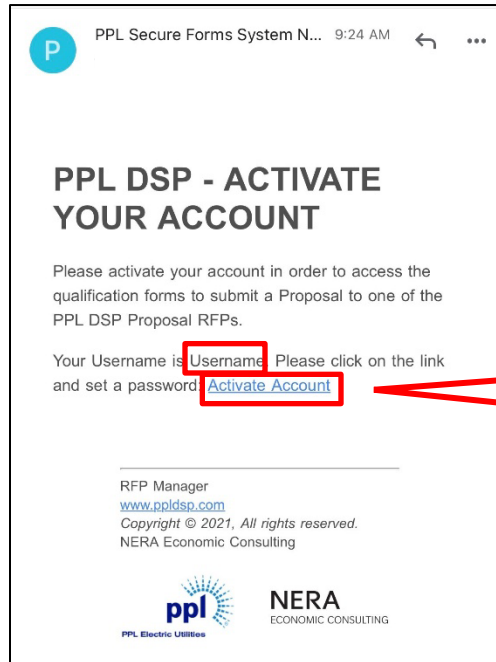 P
PPL Secure Forms System N... 9:24 AM
PPL DSP - ACTIVATE
YOUR ACCOUNT
Please activate your account in order to access the
qualification forms to submit a Proposal to one of the
PPL DSP Proposal RFPs.
Your Username is Username. Please click on the link
and set a password: Activate Account
RFP Manager
www.ppldsp.com
Copyright © 2021, All rights reserved.
NERA Economic Consulting
ppl
PPL Electric Utilities
NERA
ECONOMIC CONSULTING